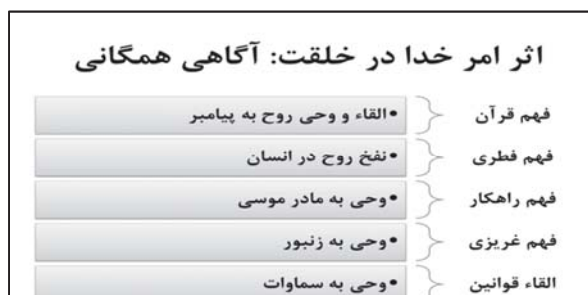 اثر امر خدا در خلقت: آگاهی همگانی
فهم قرآن •القاء و وحی روح به پیامبر
فهم فطری •نفخ روح در انسان
فهم راهکار •وحی به مادر موسی
فهم غریزی •وحی به زنبور
القاء قوانین •وحی به سماوات